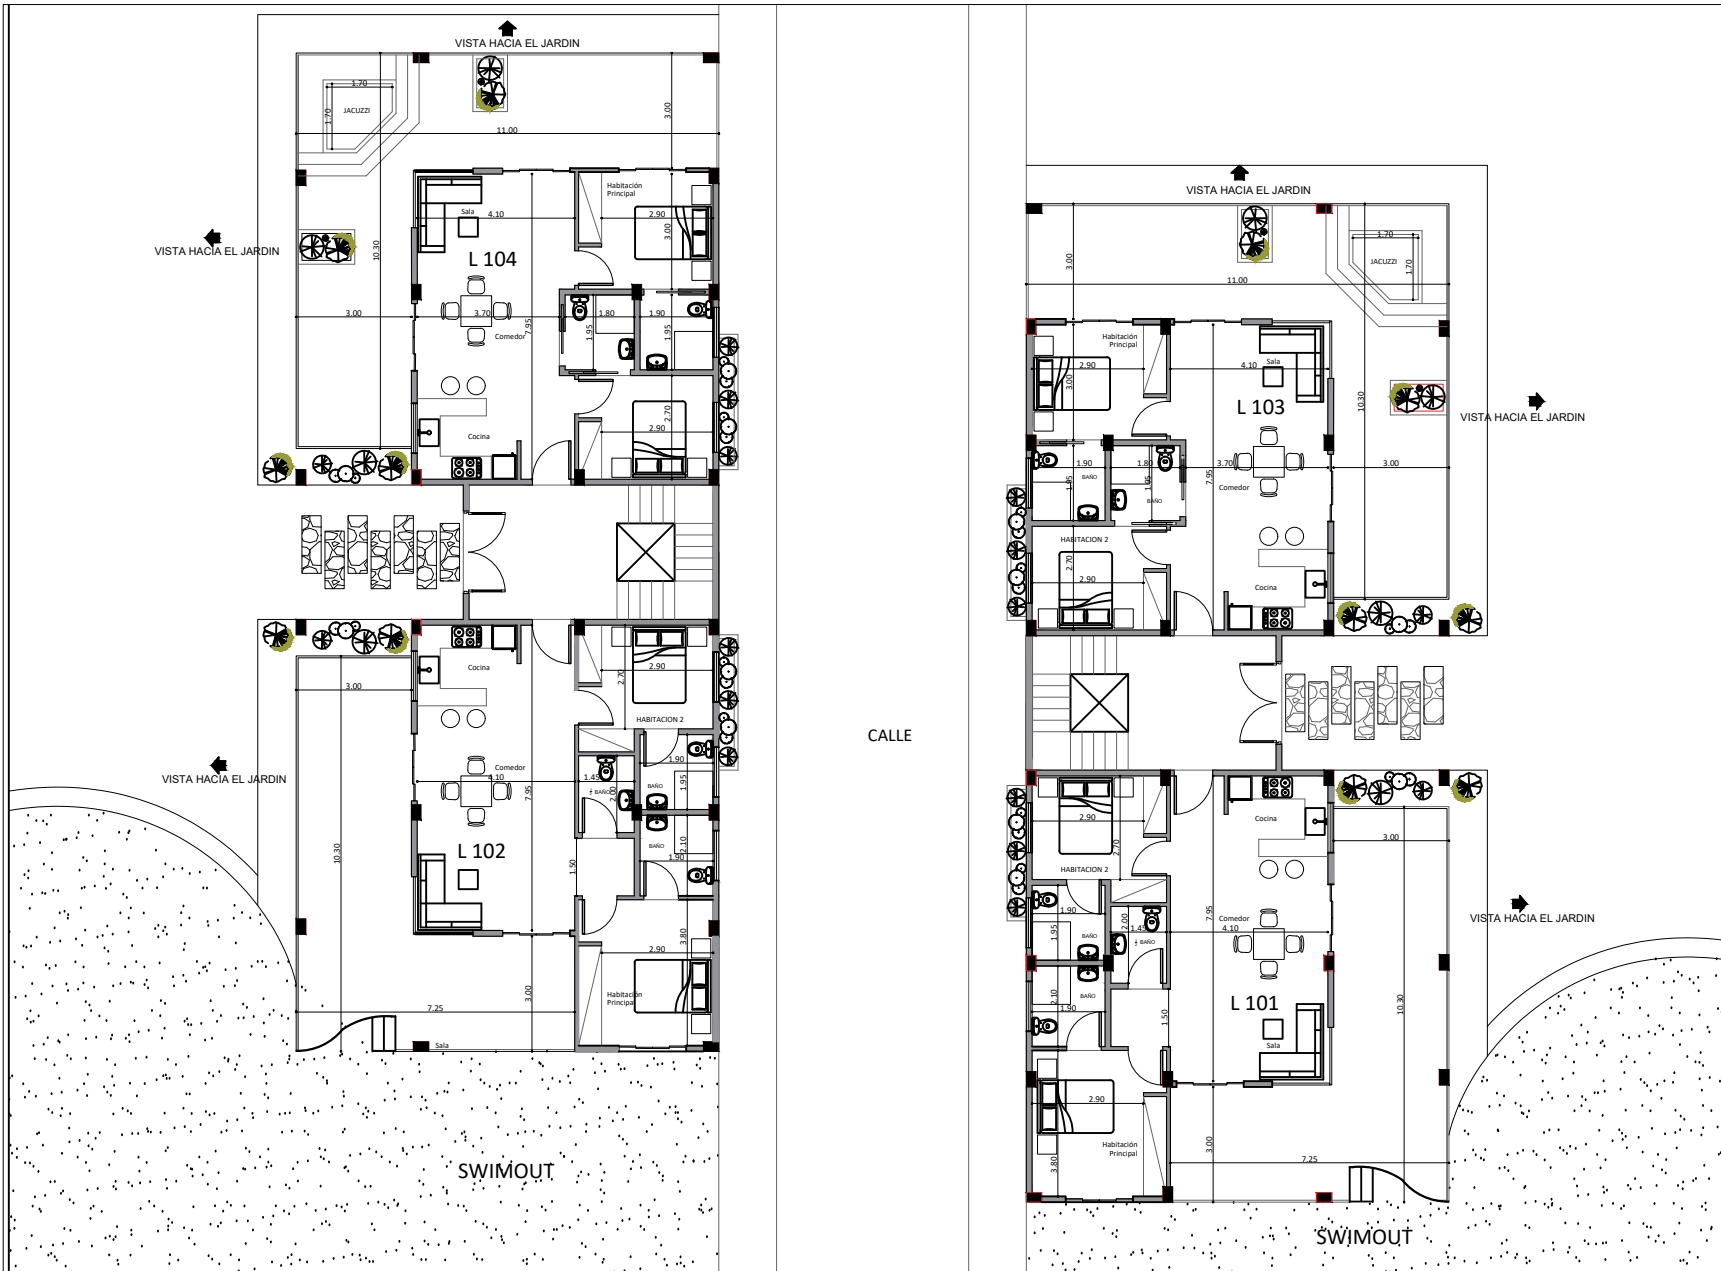 VISTA HACIA EL JARDIN
1.70
1.70
JACUZZI
3.00
11.00
Habitación
Principal
Sala
4.10
2.90
3.00
VISTA HACIA EL JARDIN
10.30
L 104
3.00
3.70
7.95
1.80
1.90
1.95
1.95
Comedor
2.70
2.90
Cocina
Cocina
2.90
2.70
3.00
HABITACION 2
VISTA HACIA EL JARDIN
Comedor
4.10
7.95
1.45
½ BAÑO
2.00
1.90
1.95
BAÑO
BAÑO
2.10
1.90
10.30
L 102
1.50
3.80
2.90
3.00
Habitación
Principal
7.25
Sala
SWIMOUT
CALLE
VISTA HACIA EL JARDIN
3.00
1.70
1.70
JACUZZI
11.00
Habitación
Principal
Sala
2.90
4.10
3.00
L 103
10.30
VISTA HACIA EL JARDIN
1.90
1.80
3.70
3.00
7.95
1.95
BAÑO
1.95
BAÑO
Comedor
HABITACION 2
2.70
2.90
Cocina
2.90
Cocina
3.00
2.70
HABITACION 2
7.95
1.90
2.00
1.45
½ BAÑO
Comedor
4.10
VISTA HACIA EL JARDIN
1.95
BAÑO
2.10
BAÑO
1.90
L 101
10.30
1.50
Sala
2.90
3.00
Habitación
Principal
3.80
7.25
SWIMOUT